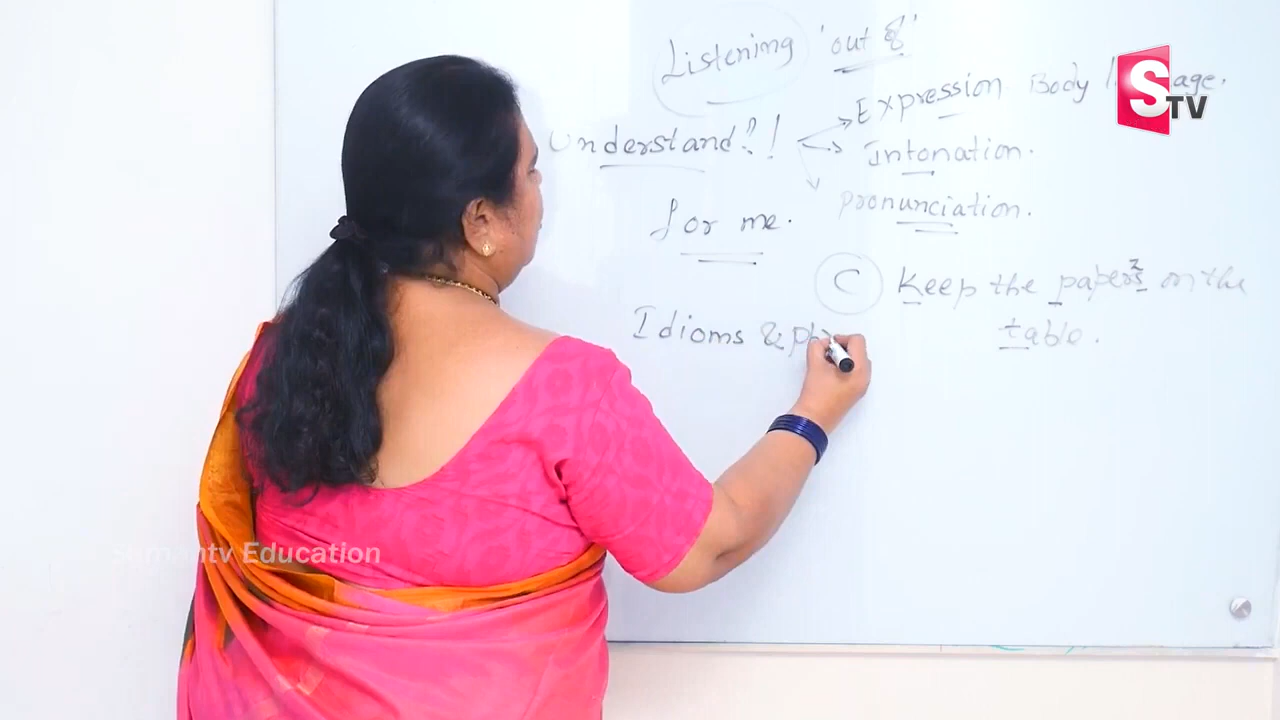 Listening 'out of'
Expression Body
Understand?!
Intonation.
pronunciation.
for me.
C Keep the papers on the
z
table.
Idioms &
STV
Sumantv Education